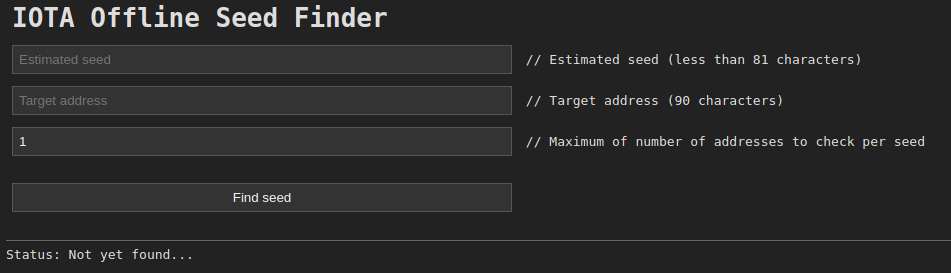 IOTA Offline Seed Finder
Estimated seed // Estimated seed (less than 81 characters)
Target address // Target address (90 characters)
1 // Maximum of number of addresses to check per seed
Find seed
Status: Not yet found...